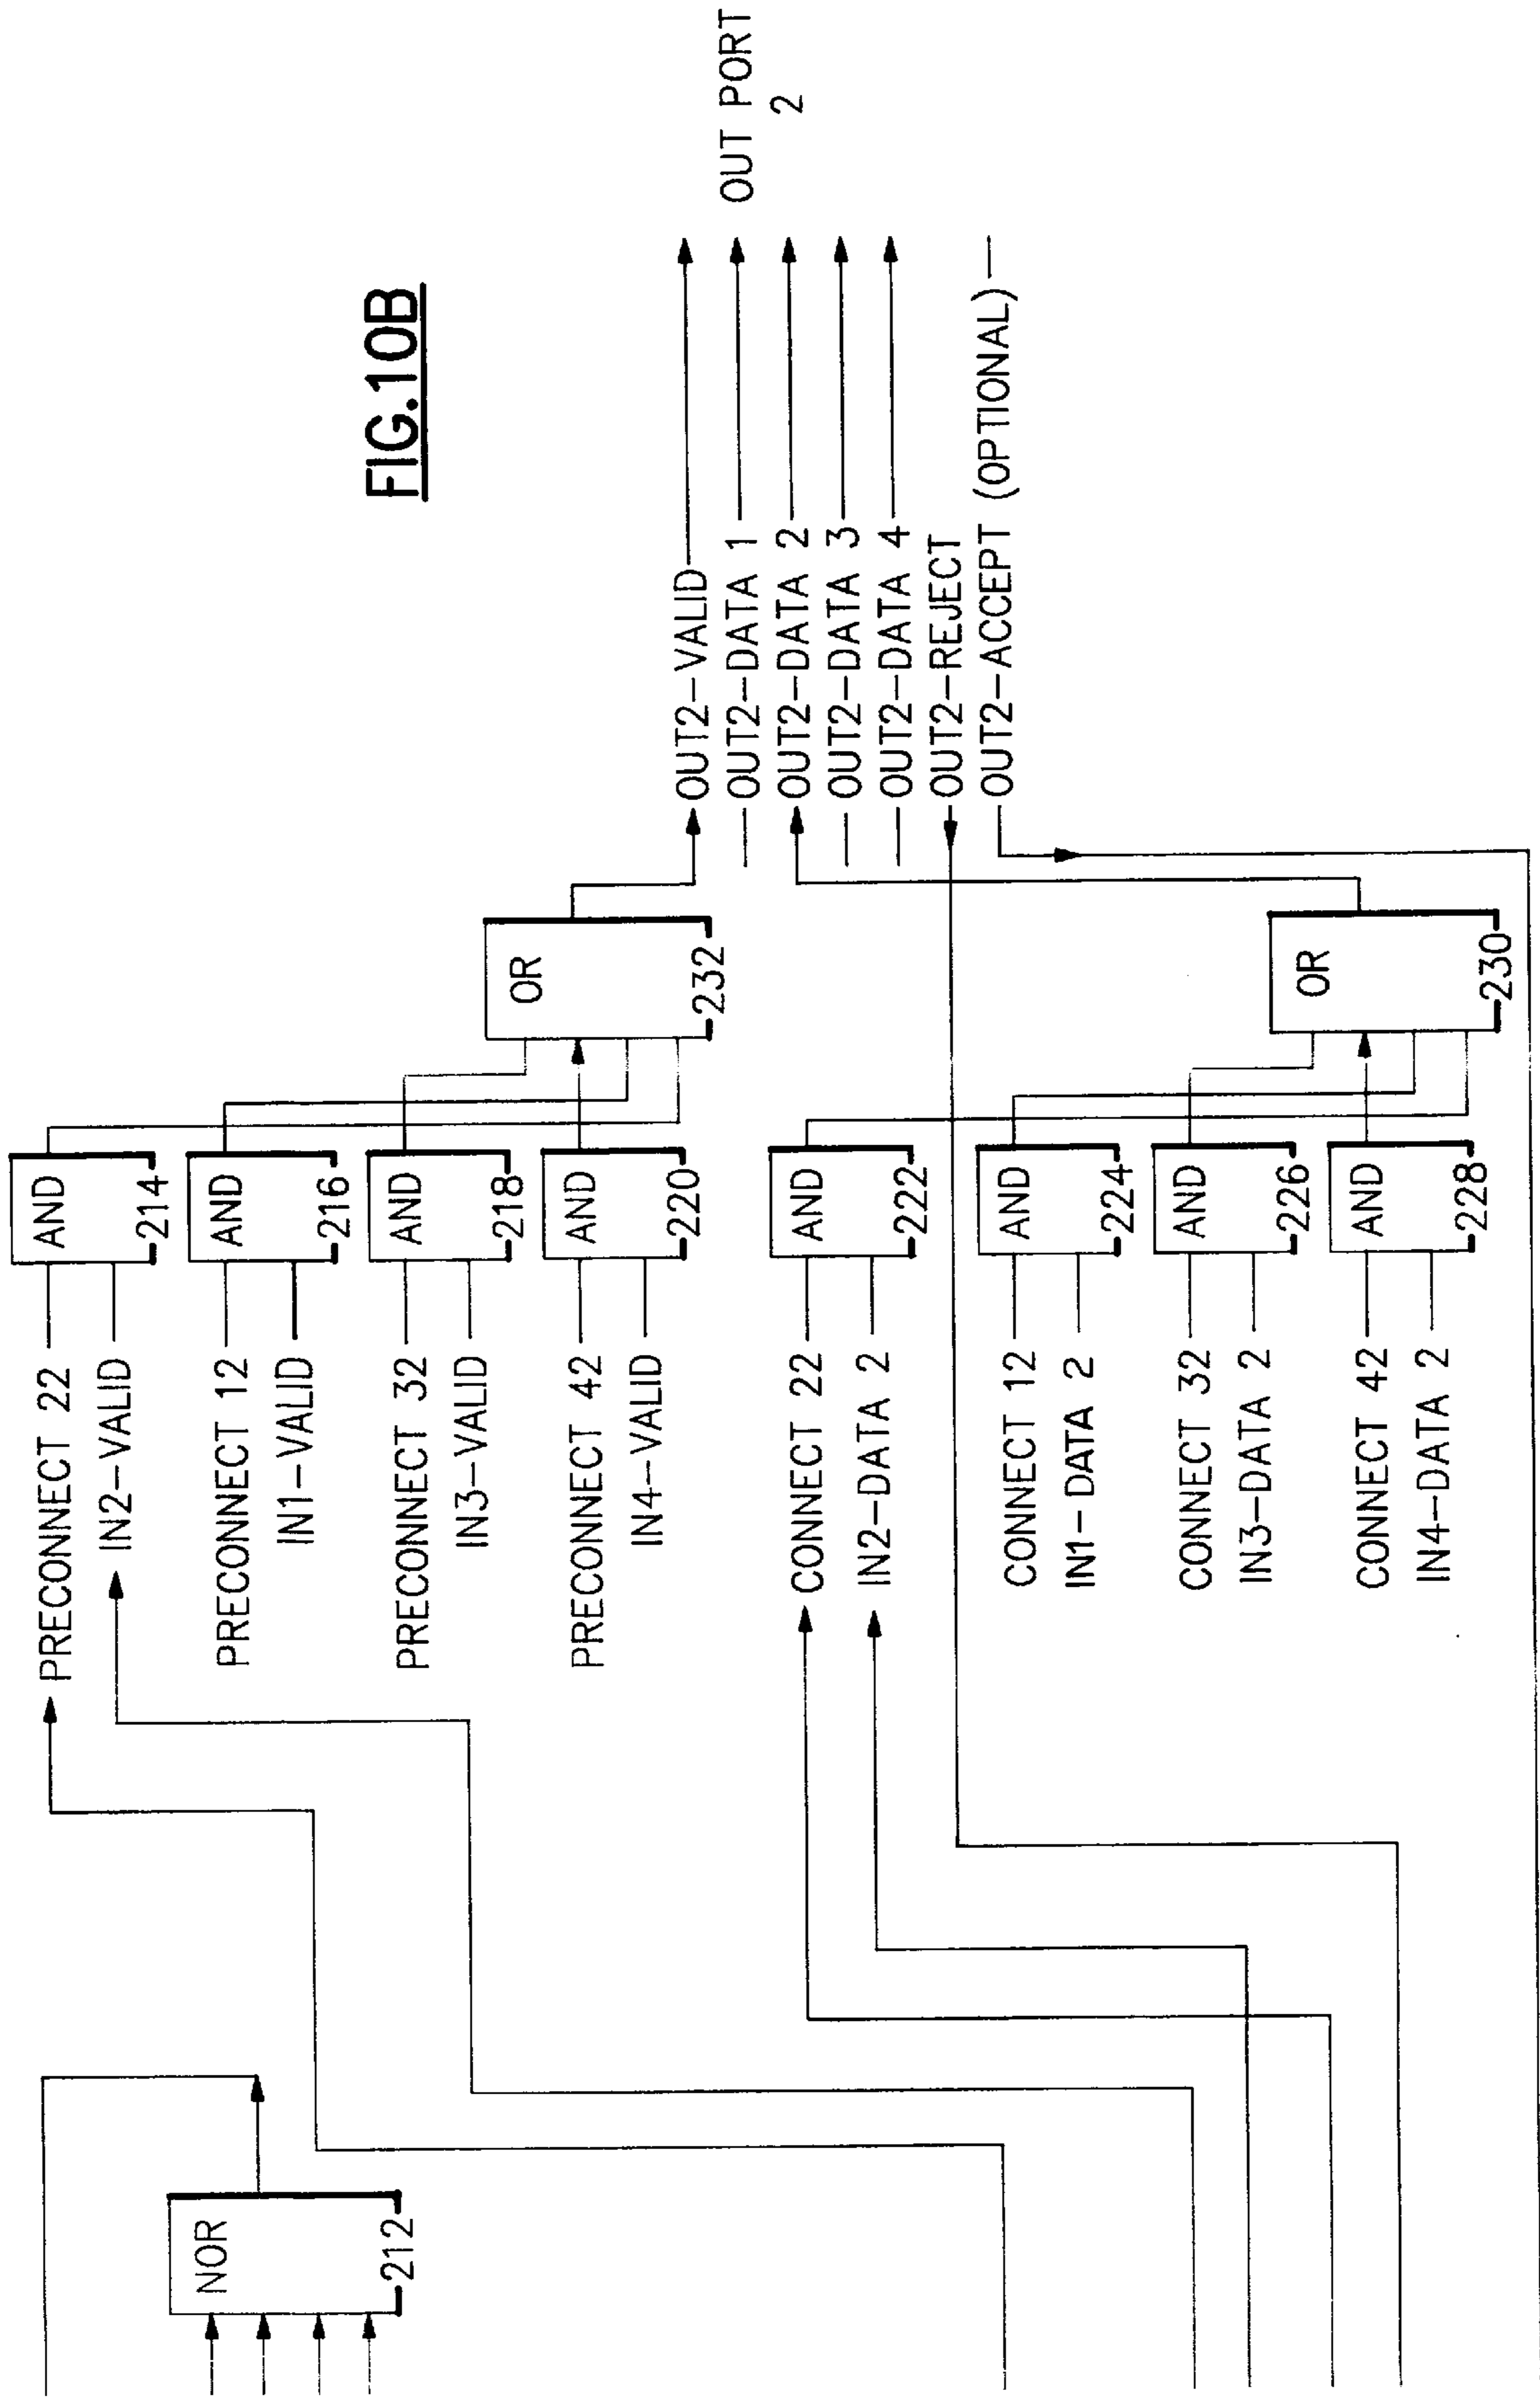 FIG.10B
NOR
212
PRECONNECT 22
IN2-VALID
AND
214
PRECONNECT 12
IN1-VALID
AND
216
PRECONNECT 32
IN3-VALID
AND
218
PRECONNECT 42
IN4-VALID
AND
220
OR
232
CONNECT 22
IN2-DATA 2
AND
222
CONNECT 12
IN1-DATA 2
AND
224
CONNECT 32
IN3-DATA 2
AND
226
CONNECT 42
IN4-DATA 2
AND
228
OR
230
OUT2-VALID
OUT2-DATA 1
OUT2-DATA 2
OUT2-DATA 3
OUT2-DATA 4
OUT2-REJECT
OUT2-ACCEPT (OPTIONAL)
OUT PORT
2